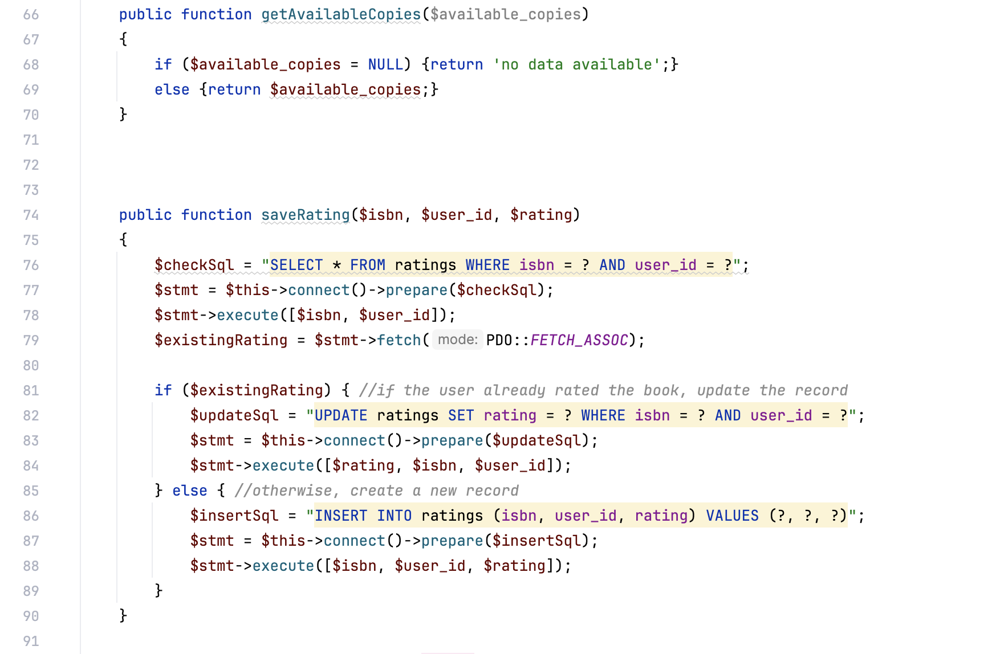 66 public function getAvailableCopies($available_copies)
67 {
68 if ($available_copies = NULL) {return 'no data available';}
69 else {return $available_copies;}
70 }
71
72
73
74 public function saveRating($isbn, $user_id, $rating)
75 {
76 $checkSql = "SELECT * FROM ratings WHERE isbn = ? AND user_id = ?";
77 $stmt = $this->connect()->prepare($checkSql);
78 $stmt->execute([$isbn, $user_id]);
79 $existingRating = $stmt->fetch( mode: PDO::FETCH_ASSOC);
80
81 if ($existingRating) { //if the user already rated the book, update the record
82 $updateSql = "UPDATE ratings SET rating = ? WHERE isbn = ? AND user_id = ?";
83 $stmt = $this->connect()->prepare($updateSql);
84 $stmt->execute([$rating, $isbn, $user_id]);
85 } else { //otherwise, create a new record
86 $insertSql = "INSERT INTO ratings (isbn, user_id, rating) VALUES (?, ?, ?)";
87 $stmt = $this->connect()->prepare($insertSql);
88 $stmt->execute([$isbn, $user_id, $rating]);
89 }
90 }
91